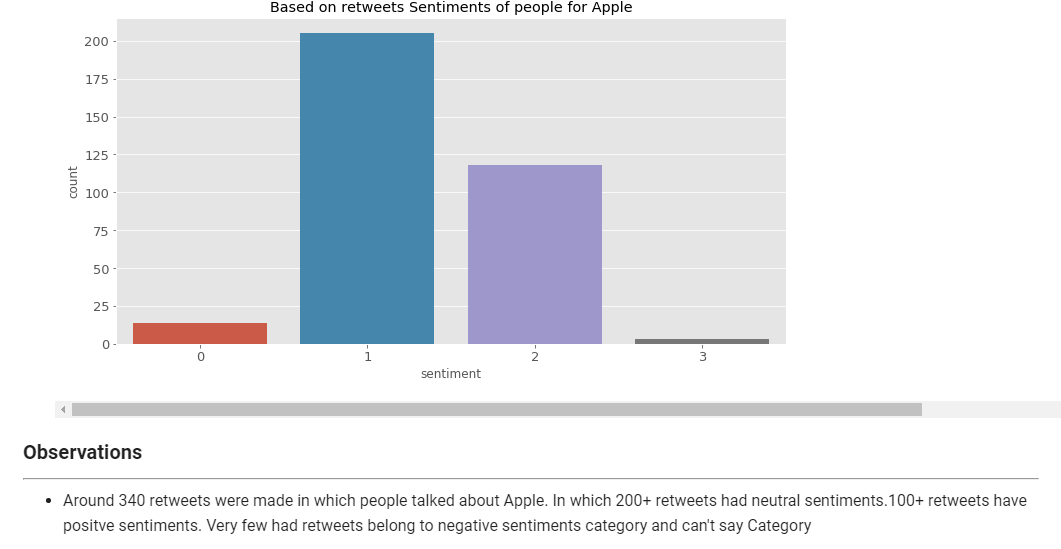 Based on retweets Sentiments of people for Apple
200
175
150
125
100
75
50
25
0
count
0 1 2 3
sentiment
Observations
• Around 340 retweets were made in which people talked about Apple. In which 200+ retweets had neutral sentiments.100+ retweets have
positve sentiments. Very few had retweets belong to negative sentiments category and can't say Category